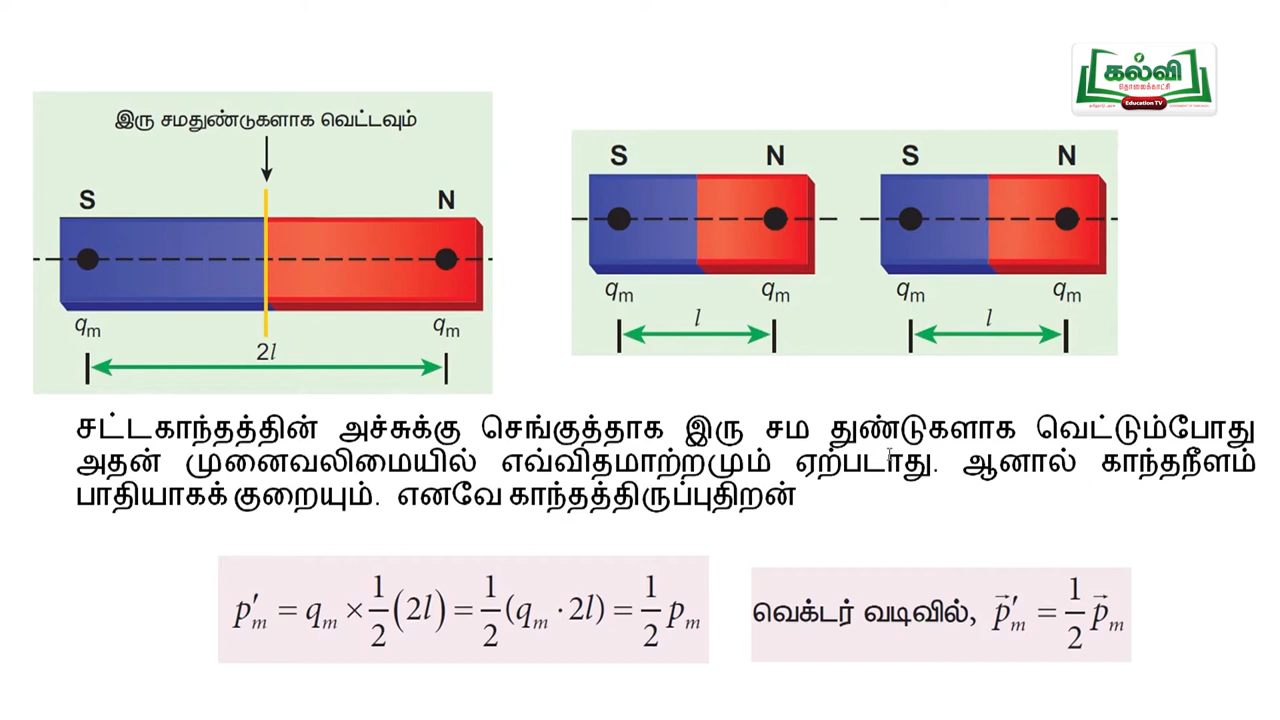 கல்வி
தொலைக்காட்சி
Education TV
இரு சமதுண்டுகளாக வெட்டவும்
S N
qm qm
2l
S N S N
qm qm qm qm
l l
சட்டகாந்தத்தின் அச்சுக்கு செங்குத்தாக இரு சம துண்டுகளாக வெட்டும்போது
அதன் முனைவலிமையில் எவ்விதமாற்றமும் ஏற்படாது. ஆனால் காந்தநீளம்
பாதியாகக் குறையும். எனவே காந்தத்திருப்புதிறன்
p′m = qm × 1/2 (2l) = 1/2 (qm · 2l) = 1/2 pm
வெக்டர் வடிவில், p⃗′m = 1/2 p⃗m